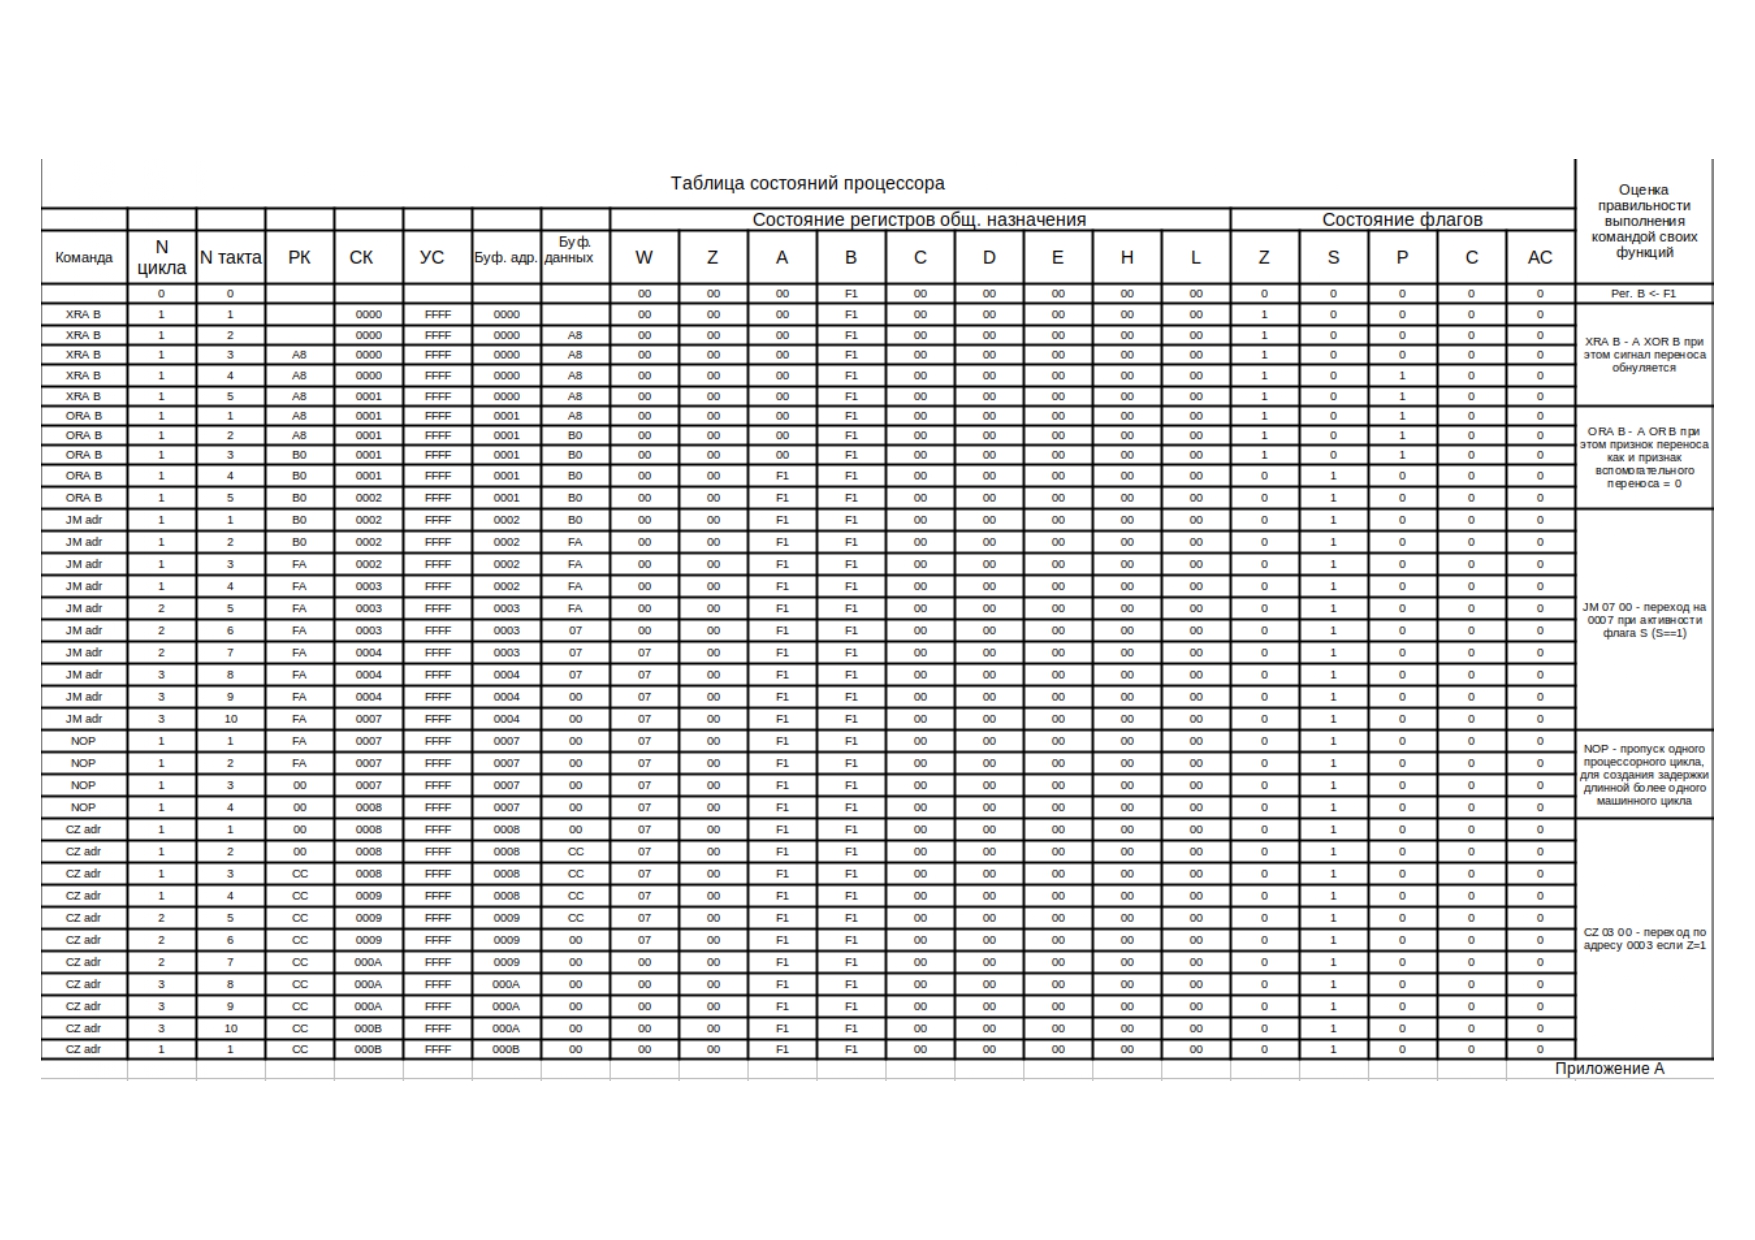 Таблица состояний процессора
Оценка
правильности
выполнения
командой своих
функций
Состояние регистров общ. назначения Состояние флагов
Команда N цикла N такта РК СК УС Буф. адр. Буф. данных W Z A B C D E H L Z S P C AC
0 0 00 00 00 F1 00 00 00 00 00 0 0 0 0 0 Рег. B <- F1
XRA B 1 1 0000 FFFF 0000 00 00 00 F1 00 00 00 00 00 1 0 0 0 0
XRA B 1 2 0000 FFFF 0000 A8 00 00 00 F1 00 00 00 00 00 1 0 0 0 0
XRA B 1 3 A8 0000 FFFF 0000 A8 00 00 00 F1 00 00 00 00 00 1 0 0 0 0
XRA B 1 4 A8 0000 FFFF 0000 A8 00 00 00 F1 00 00 00 00 00 1 0 1 0 0
XRA B 1 5 A8 0001 FFFF 0000 A8 00 00 00 F1 00 00 00 00 00 1 0 1 0 0
XRA B - A XOR B при
этом сигнал переноса
обнуляется
ORA B 1 1 A8 0001 FFFF 0001 A8 00 00 00 F1 00 00 00 00 00 1 0 1 0 0
ORA B 1 2 A8 0001 FFFF 0001 B0 00 00 00 F1 00 00 00 00 00 1 0 1 0 0
ORA B 1 3 B0 0001 FFFF 0001 B0 00 00 00 F1 00 00 00 00 00 1 0 1 0 0
ORA B 1 4 B0 0001 FFFF 0001 B0 00 00 F1 F1 00 00 00 00 00 0 1 0 0 0
ORA B 1 5 B0 0002 FFFF 0001 B0 00 00 F1 F1 00 00 00 00 00 0 1 0 0 0
ORA B - A OR B при
этом признок переноса
как и признак
вспомогательного
переноса = 0
JM adr 1 1 B0 0002 FFFF 0002 B0 00 00 F1 F1 00 00 00 00 00 0 1 0 0 0
JM adr 1 2 B0 0002 FFFF 0002 FA 00 00 F1 F1 00 00 00 00 00 0 1 0 0 0
JM adr 1 3 FA 0002 FFFF 0002 FA 00 00 F1 F1 00 00 00 00 00 0 1 0 0 0
JM adr 1 4 FA 0003 FFFF 0002 FA 00 00 F1 F1 00 00 00 00 00 0 1 0 0 0
JM adr 2 5 FA 0003 FFFF 0003 FA 00 00 F1 F1 00 00 00 00 00 0 1 0 0 0
JM adr 2 6 FA 0003 FFFF 0003 07 00 00 F1 F1 00 00 00 00 00 0 1 0 0 0
JM adr 2 7 FA 0004 FFFF 0003 07 07 00 F1 F1 00 00 00 00 00 0 1 0 0 0
JM adr 3 8 FA 0004 FFFF 0004 07 07 00 F1 F1 00 00 00 00 00 0 1 0 0 0
JM adr 3 9 FA 0004 FFFF 0004 00 07 00 F1 F1 00 00 00 00 00 0 1 0 0 0
JM adr 3 10 FA 0007 FFFF 0004 00 07 00 F1 F1 00 00 00 00 00 0 1 0 0 0
JM 07 00 - переход на
0007 при активности
флага S (S==1)
NOP 1 1 FA 0007 FFFF 0007 00 07 00 F1 F1 00 00 00 00 00 0 1 0 0 0
NOP 1 2 FA 0007 FFFF 0007 00 07 00 F1 F1 00 00 00 00 00 0 1 0 0 0
NOP 1 3 00 0007 FFFF 0007 00 07 00 F1 F1 00 00 00 00 00 0 1 0 0 0
NOP 1 4 00 0008 FFFF 0007 00 07 00 F1 F1 00 00 00 00 00 0 1 0 0 0
NOP - пропуск одного
процессорного цикла,
для создания задержки
длинной более одного
машинного цикла
CZ adr 1 1 00 0008 FFFF 0008 00 07 00 F1 F1 00 00 00 00 00 0 1 0 0 0
CZ adr 1 2 00 0008 FFFF 0008 CC 07 00 F1 F1 00 00 00 00 00 0 1 0 0 0
CZ adr 1 3 CC 0008 FFFF 0008 CC 07 00 F1 F1 00 00 00 00 00 0 1 0 0 0
CZ adr 1 4 CC 0009 FFFF 0008 CC 07 00 F1 F1 00 00 00 00 00 0 1 0 0 0
CZ adr 2 5 CC 0009 FFFF 0009 CC 07 00 F1 F1 00 00 00 00 00 0 1 0 0 0
CZ adr 2 6 CC 0009 FFFF 0009 00 07 00 F1 F1 00 00 00 00 00 0 1 0 0 0
CZ adr 2 7 CC 000A FFFF 0009 00 00 00 F1 F1 00 00 00 00 00 0 1 0 0 0
CZ adr 3 8 CC 000A FFFF 000A 00 00 00 F1 F1 00 00 00 00 00 0 1 0 0 0
CZ adr 3 9 CC 000A FFFF 000A 00 00 00 F1 F1 00 00 00 00 00 0 1 0 0 0
CZ adr 3 10 CC 000B FFFF 000A 00 00 00 F1 F1 00 00 00 00 00 0 1 0 0 0
CZ adr 1 1 CC 000B FFFF 000B 00 00 00 F1 F1 00 00 00 00 00 0 1 0 0 0
CZ 03 00 - переход по
адресу 0003 если Z=1
Приложение А